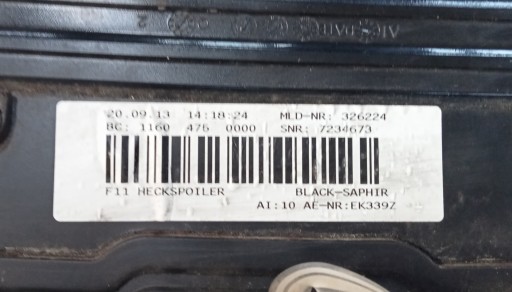 20.09.13 14:18:24 MLD-NR: 326224
BC: 1160 475 0000 SNR: 7234673
F11 HECKSPOILER BLACK-SAPHIR
AI:10 AE-NR:EK339Z